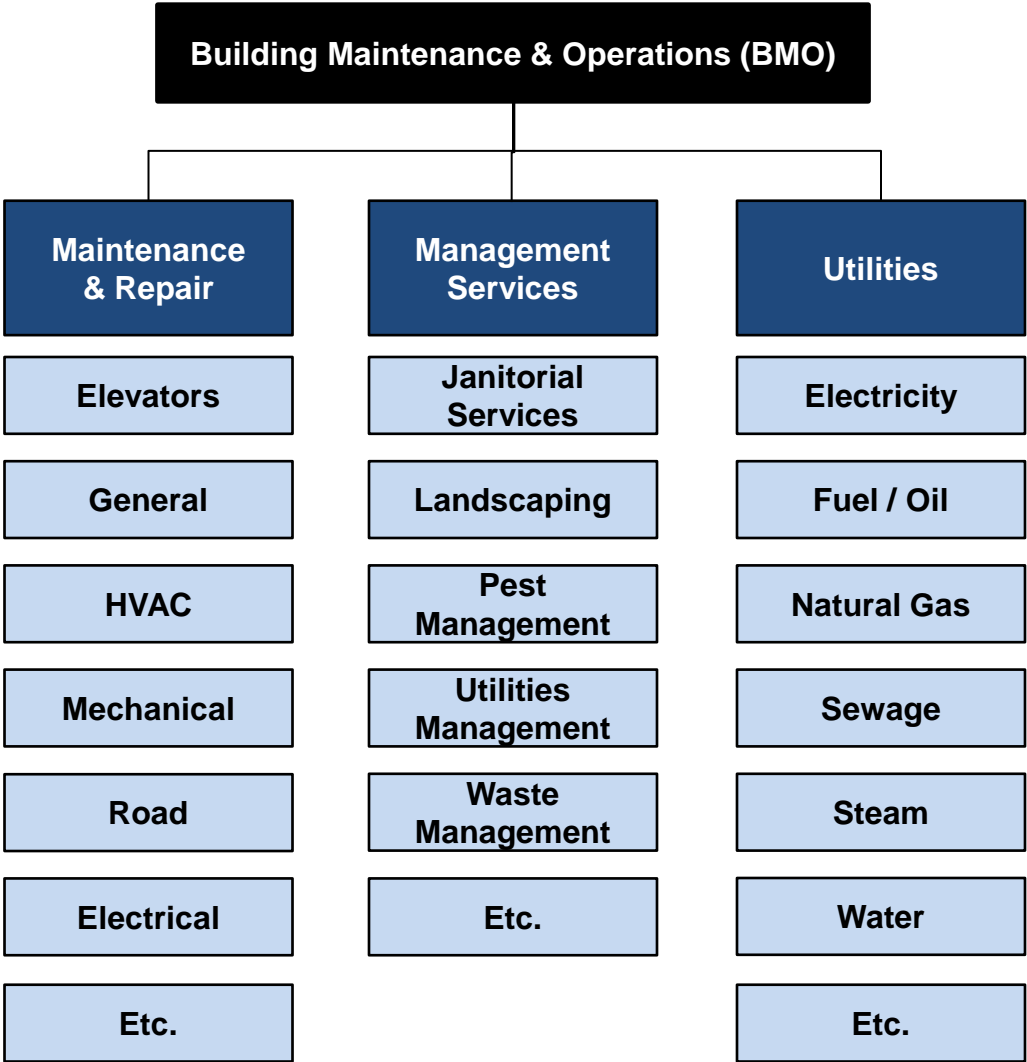 Building Maintenance & Operations (BMO)
Maintenance
& Repair
Elevators
General
HVAC
Mechanical
Road
Electrical
Etc.
Management
Services
Janitorial
Services
Landscaping
Pest
Management
Utilities
Management
Waste
Management
Etc.
Utilities
Electricity
Fuel / Oil
Natural Gas
Sewage
Steam
Water
Etc.